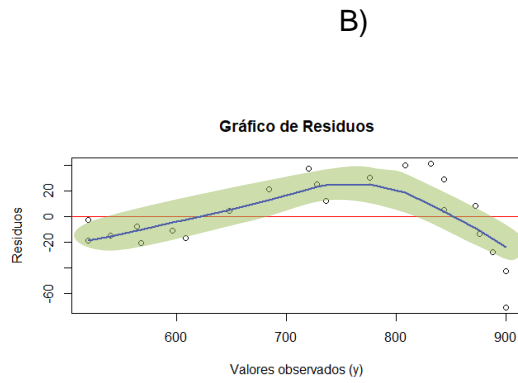 B)
Gráfico de Residuos
Residuos
20
0
-20
-60
600
700
800
900
Valores observados (y)